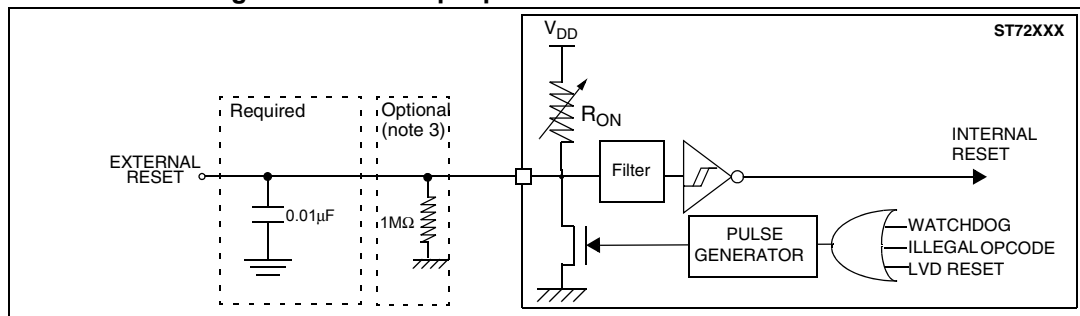 ST72XXX
VDD
Required
Optional
(note 3)
RON
INTERNAL
RESET
EXTERNAL
RESET
Filter
0.01μF
1MΩ
PULSE
GENERATOR
WATCHDOG
ILLEGAL OPCODE
LVD RESET